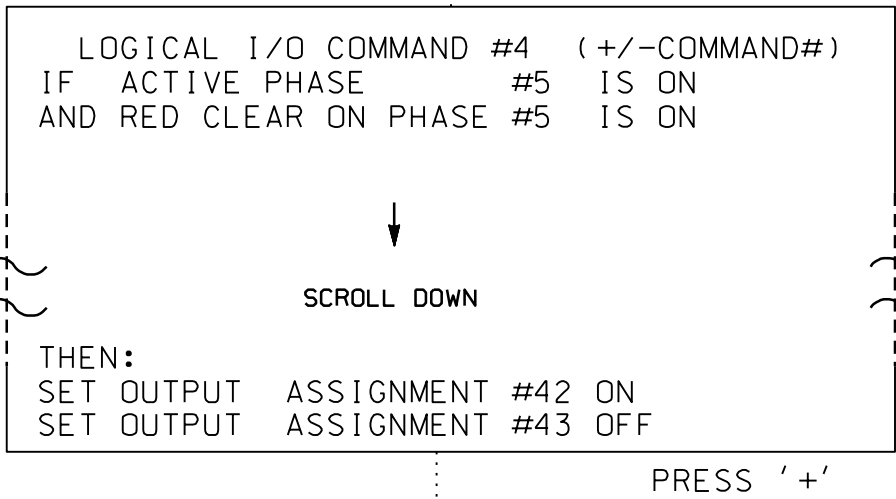 LOGICAL I/O COMMAND #4 (+/-COMMAND#)
IF ACTIVE PHASE #5 IS ON
AND RED CLEAR ON PHASE #5 IS ON
SCROLL DOWN
THEN:
SET OUTPUT ASSIGNMENT #42 ON
SET OUTPUT ASSIGNMENT #43 OFF
PRESS '+'